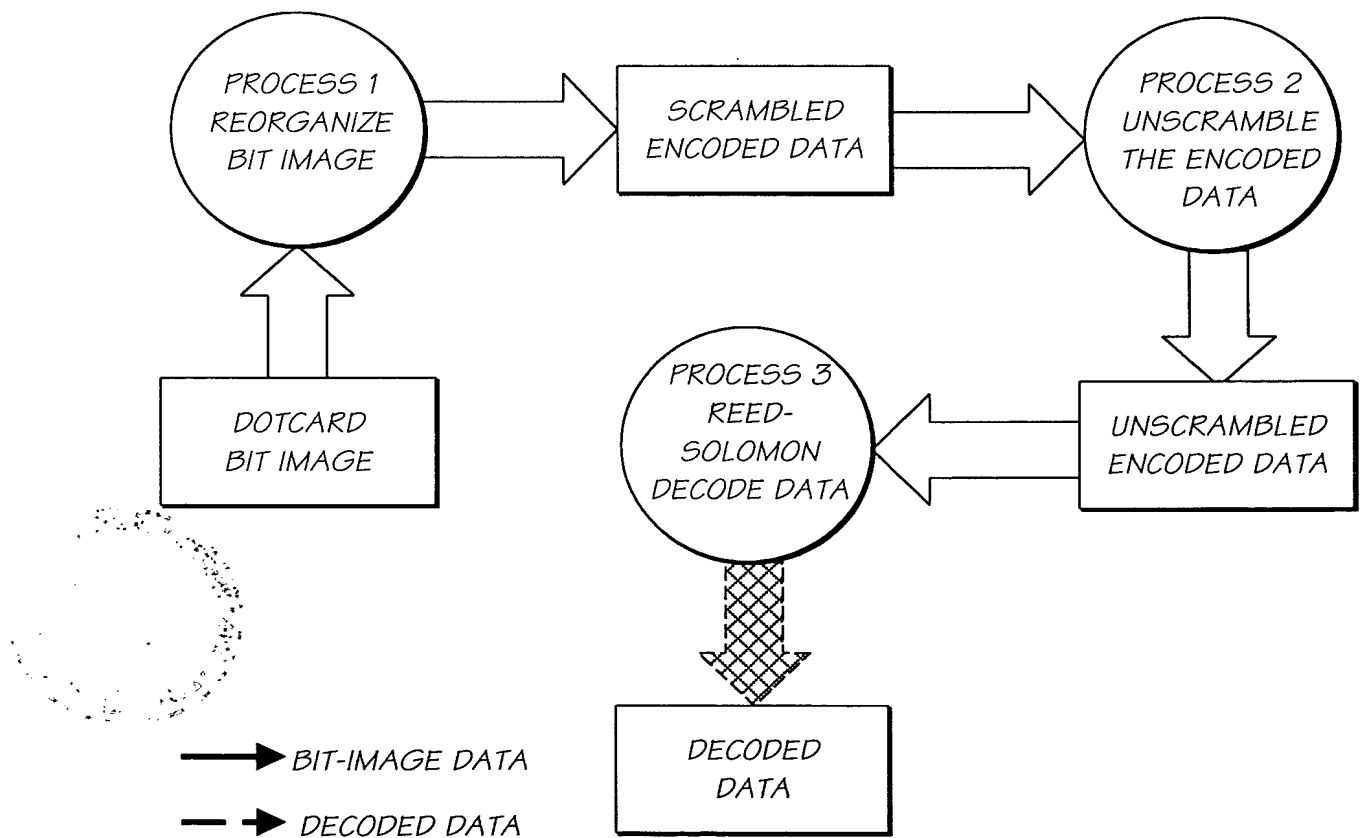 PROCESS 1
REORGANIZE
BIT IMAGE
SCRAMBLED
ENCODED DATA
PROCESS 2
UNSCRAMBLE
THE ENCODED
DATA
DOTCARD
BIT IMAGE
PROCESS 3
REED-
SOLOMON
DECODE DATA
UNSCRAMBLED
ENCODED DATA
DECODED
DATA
BIT-IMAGE DATA
DECODED DATA